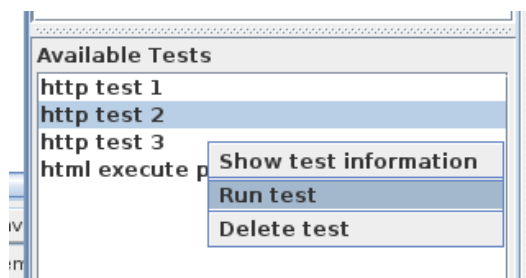 Available Tests
http test 1
http test 2
http test 3
html execute p
Show test information
Run test
Delete test